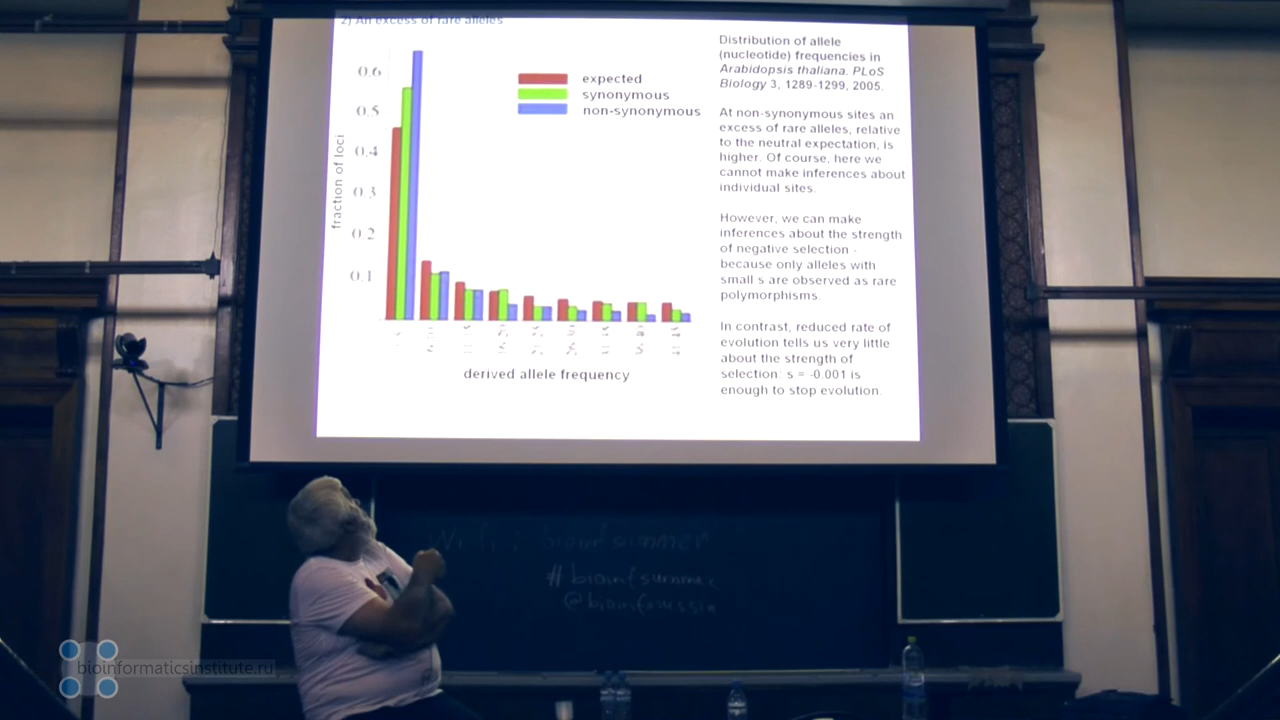 2) An excess of rare alleles
0.6
0.5
0.4
0.3
0.2
0.1
fraction of loci
expected
synonymous
non-synonymous
derived allele frequency
Distribution of allele
(nucleotide) frequencies in
Arabidopsis thaliana. PLoS
Biology 3, 1289-1299, 2005.
At non-synonymous sites an
excess of rare alleles, relative
to the neutral expectation, is
higher. Of course, here we
cannot make inferences about
individual sites.
However, we can make
inferences about the strength
of negative selection -
because only alleles with
small s are observed as rare
polymorphisms.
In contrast, reduced rate of
evolution tells us very little
about the strength of
selection: s = -0.001 is
enough to stop evolution.
Wi-fi: bioinfsummer
#bioinfsummer
@bioinfrussia
bioinformaticsinstitute.ru